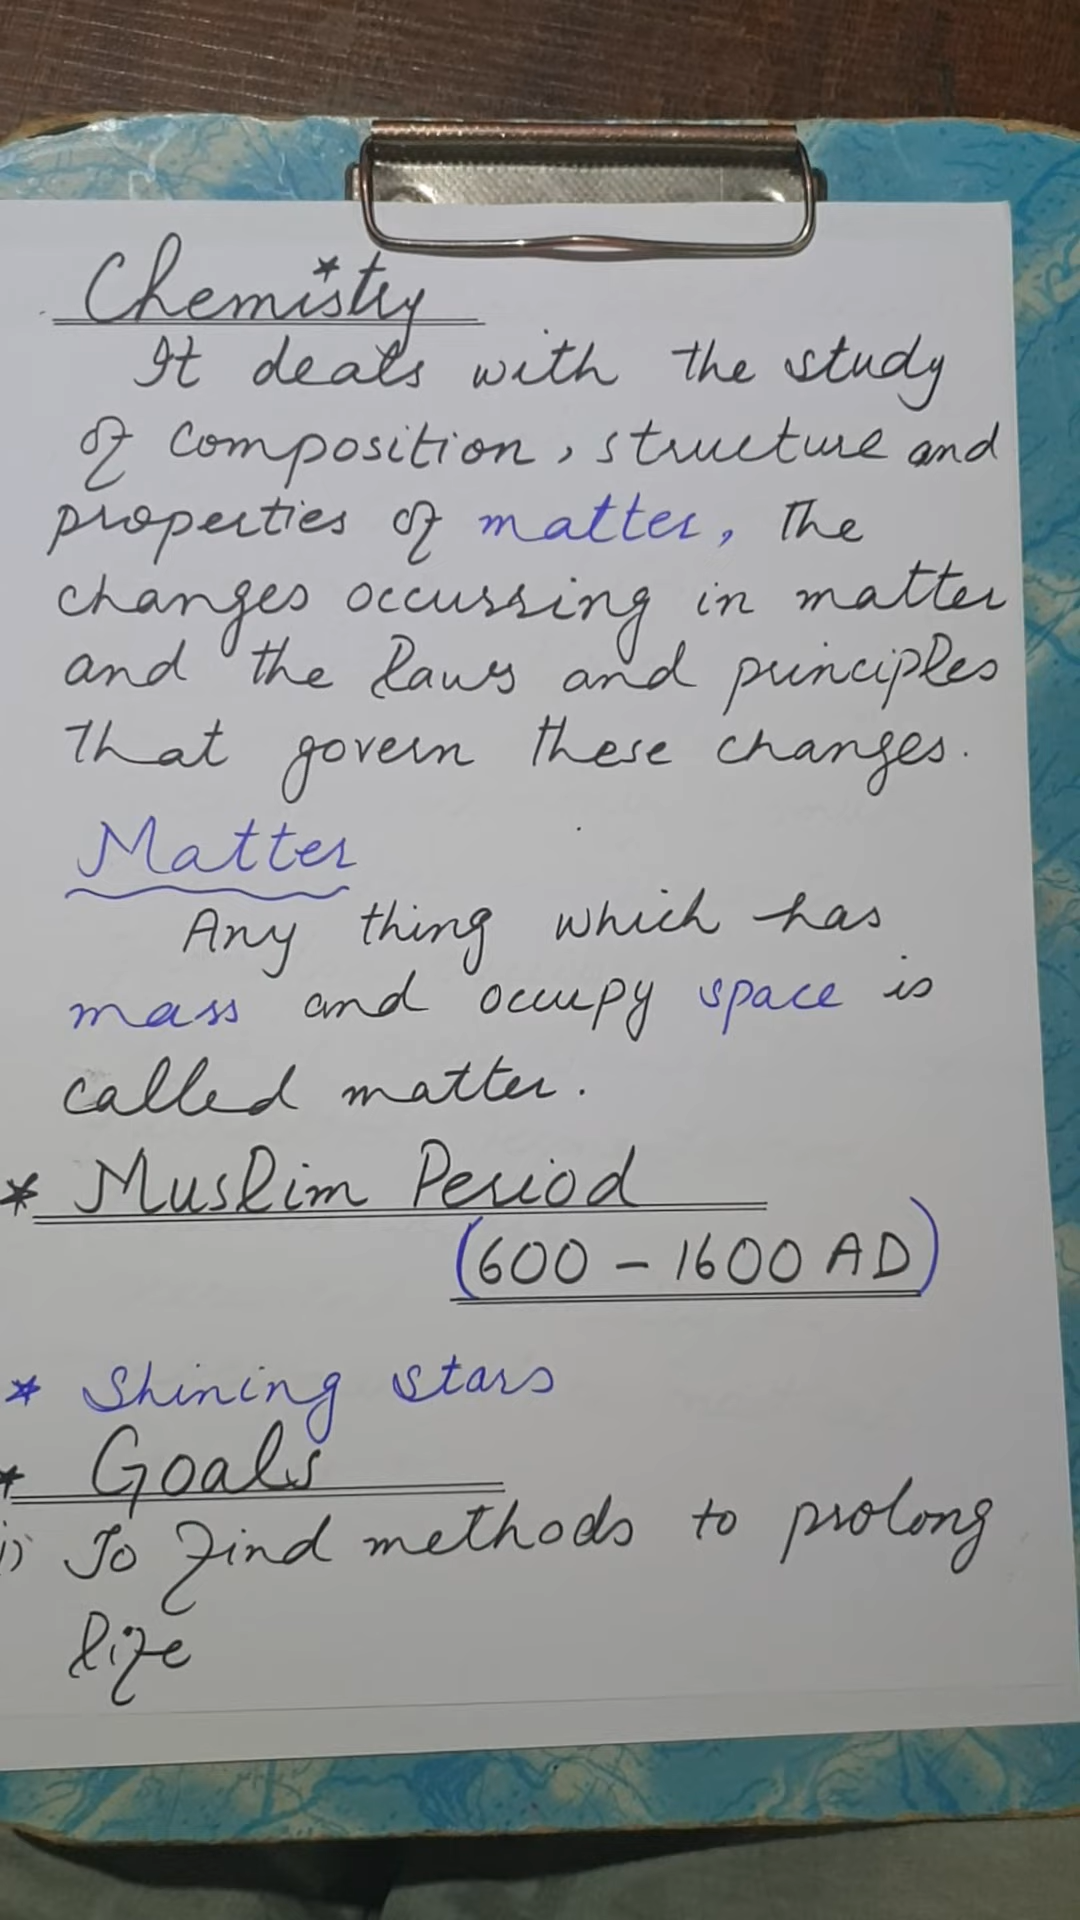 Chemistry
It deals with the study
of composition, structure and
properties of matter, The
changes occurring in matter
and the laws and principles
That govern these changes.
Matter
Any thing which has
mass and occupy space is
called matter.
* Muslim Period
(600 - 1600 AD)
* Shining stars
* Goals
i) To find methods to prolong
life